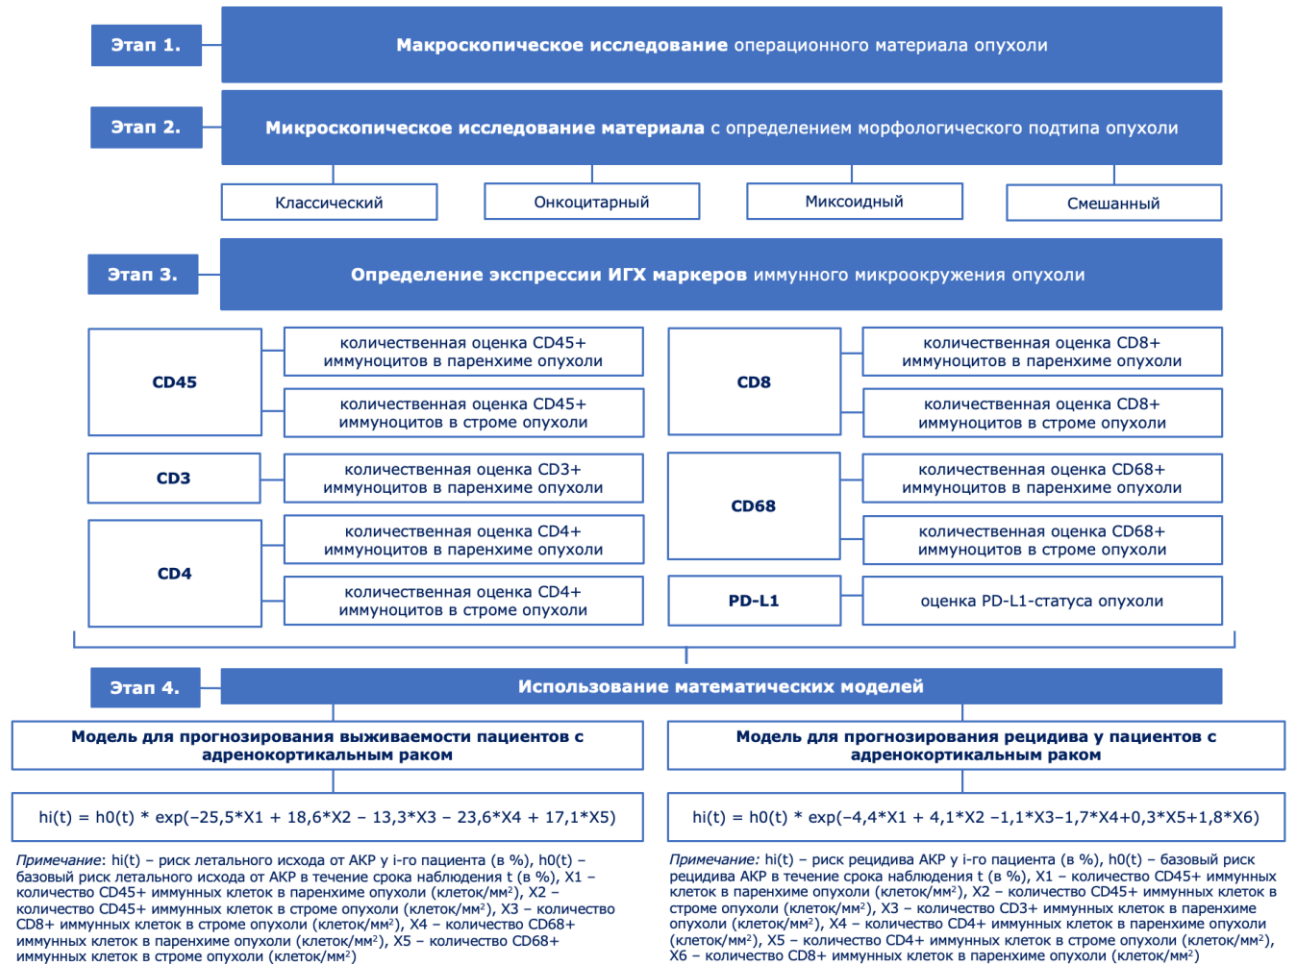 Этап 1.
Макроскопическое исследование операционного материала опухоли
Этап 2.
Микроскопическое исследование материала с определением морфологического подтипа опухоли
Классический
Онкоцитарный
Миксоидный
Смешанный
Этап 3.
Определение экспрессии ИГХ маркеров иммунного микроокружения опухоли
CD45
количественная оценка CD45+
иммуноцитов в паренхиме опухоли
количественная оценка CD45+
иммуноцитов в строме опухоли
CD3
количественная оценка CD3+
иммуноцитов в паренхиме опухоли
CD4
количественная оценка CD4+
иммуноцитов в паренхиме опухоли
количественная оценка CD4+
иммуноцитов в строме опухоли
CD8
количественная оценка CD8+
иммуноцитов в паренхиме опухоли
количественная оценка CD8+
иммуноцитов в строме опухоли
CD68
количественная оценка CD68+
иммуноцитов в паренхиме опухоли
количественная оценка CD68+
иммуноцитов в строме опухоли
PD-L1
оценка PD-L1-статуса опухоли
Этап 4.
Использование математических моделей
Модель для прогнозирования выживаемости пациентов с
адренокортикальным раком
hi(t) = h0(t) * exp(–25,5*X1 + 18,6*X2 – 13,3*X3 – 23,6*X4 + 17,1*X5)
Примечание: hi(t) – риск летального исхода от АКР у i-го пациента (в %), h0(t) –
базовый риск летального исхода от АКР в течение срока наблюдения t (в %), X1 –
количество CD45+ иммунных клеток в паренхиме опухоли (клеток/мм²), X2 –
количество CD45+ иммунных клеток в строме опухоли (клеток/мм²), X3 – количество
CD8+ иммунных клеток в строме опухоли (клеток/мм²), X4 – количество CD68+
иммунных клеток в паренхиме опухоли (клеток/мм²), X5 – количество CD68+
иммунных клеток в строме опухоли (клеток/мм²)
Модель для прогнозирования рецидива у пациентов с
адренокортикальным раком
hi(t) = h0(t) * exp(–4,4*X1 + 4,1*X2 –1,1*X3–1,7*X4+0,3*X5+1,8*X6)
Примечание: hi(t) – риск рецидива АКР у i-го пациента (в %), h0(t) – базовый риск
рецидива АКР в течение срока наблюдения t (в %), X1 – количество CD45+ иммунных
клеток в паренхиме опухоли (клеток/мм²), X2 – количество CD45+ иммунных клеток в
строме опухоли (клеток/мм²), X3 – количество CD3+ иммунных клеток в паренхиме
опухоли (клеток/мм²), X4 – количество CD4+ иммунных клеток в паренхиме опухоли
(клеток/мм²), X5 – количество CD4+ иммунных клеток в строме опухоли (клеток/мм²),
X6 – количество CD8+ иммунных клеток в паренхиме опухоли (клеток/мм²)